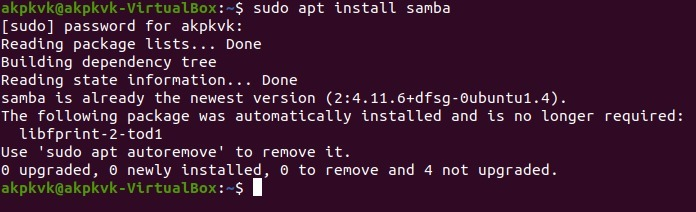 akpkvk@akpkvk-VirtualBox:~$ sudo apt install samba
[sudo] password for akpkvk:
Reading package lists... Done
Building dependency tree
Reading state information... Done
samba is already the newest version (2:4.11.6+dfsg-0ubuntu1.4).
The following package was automatically installed and is no longer required:
  libfprint-2-tod1
Use 'sudo apt autoremove' to remove it.
0 upgraded, 0 newly installed, 0 to remove and 4 not upgraded.
akpkvk@akpkvk-VirtualBox:~$